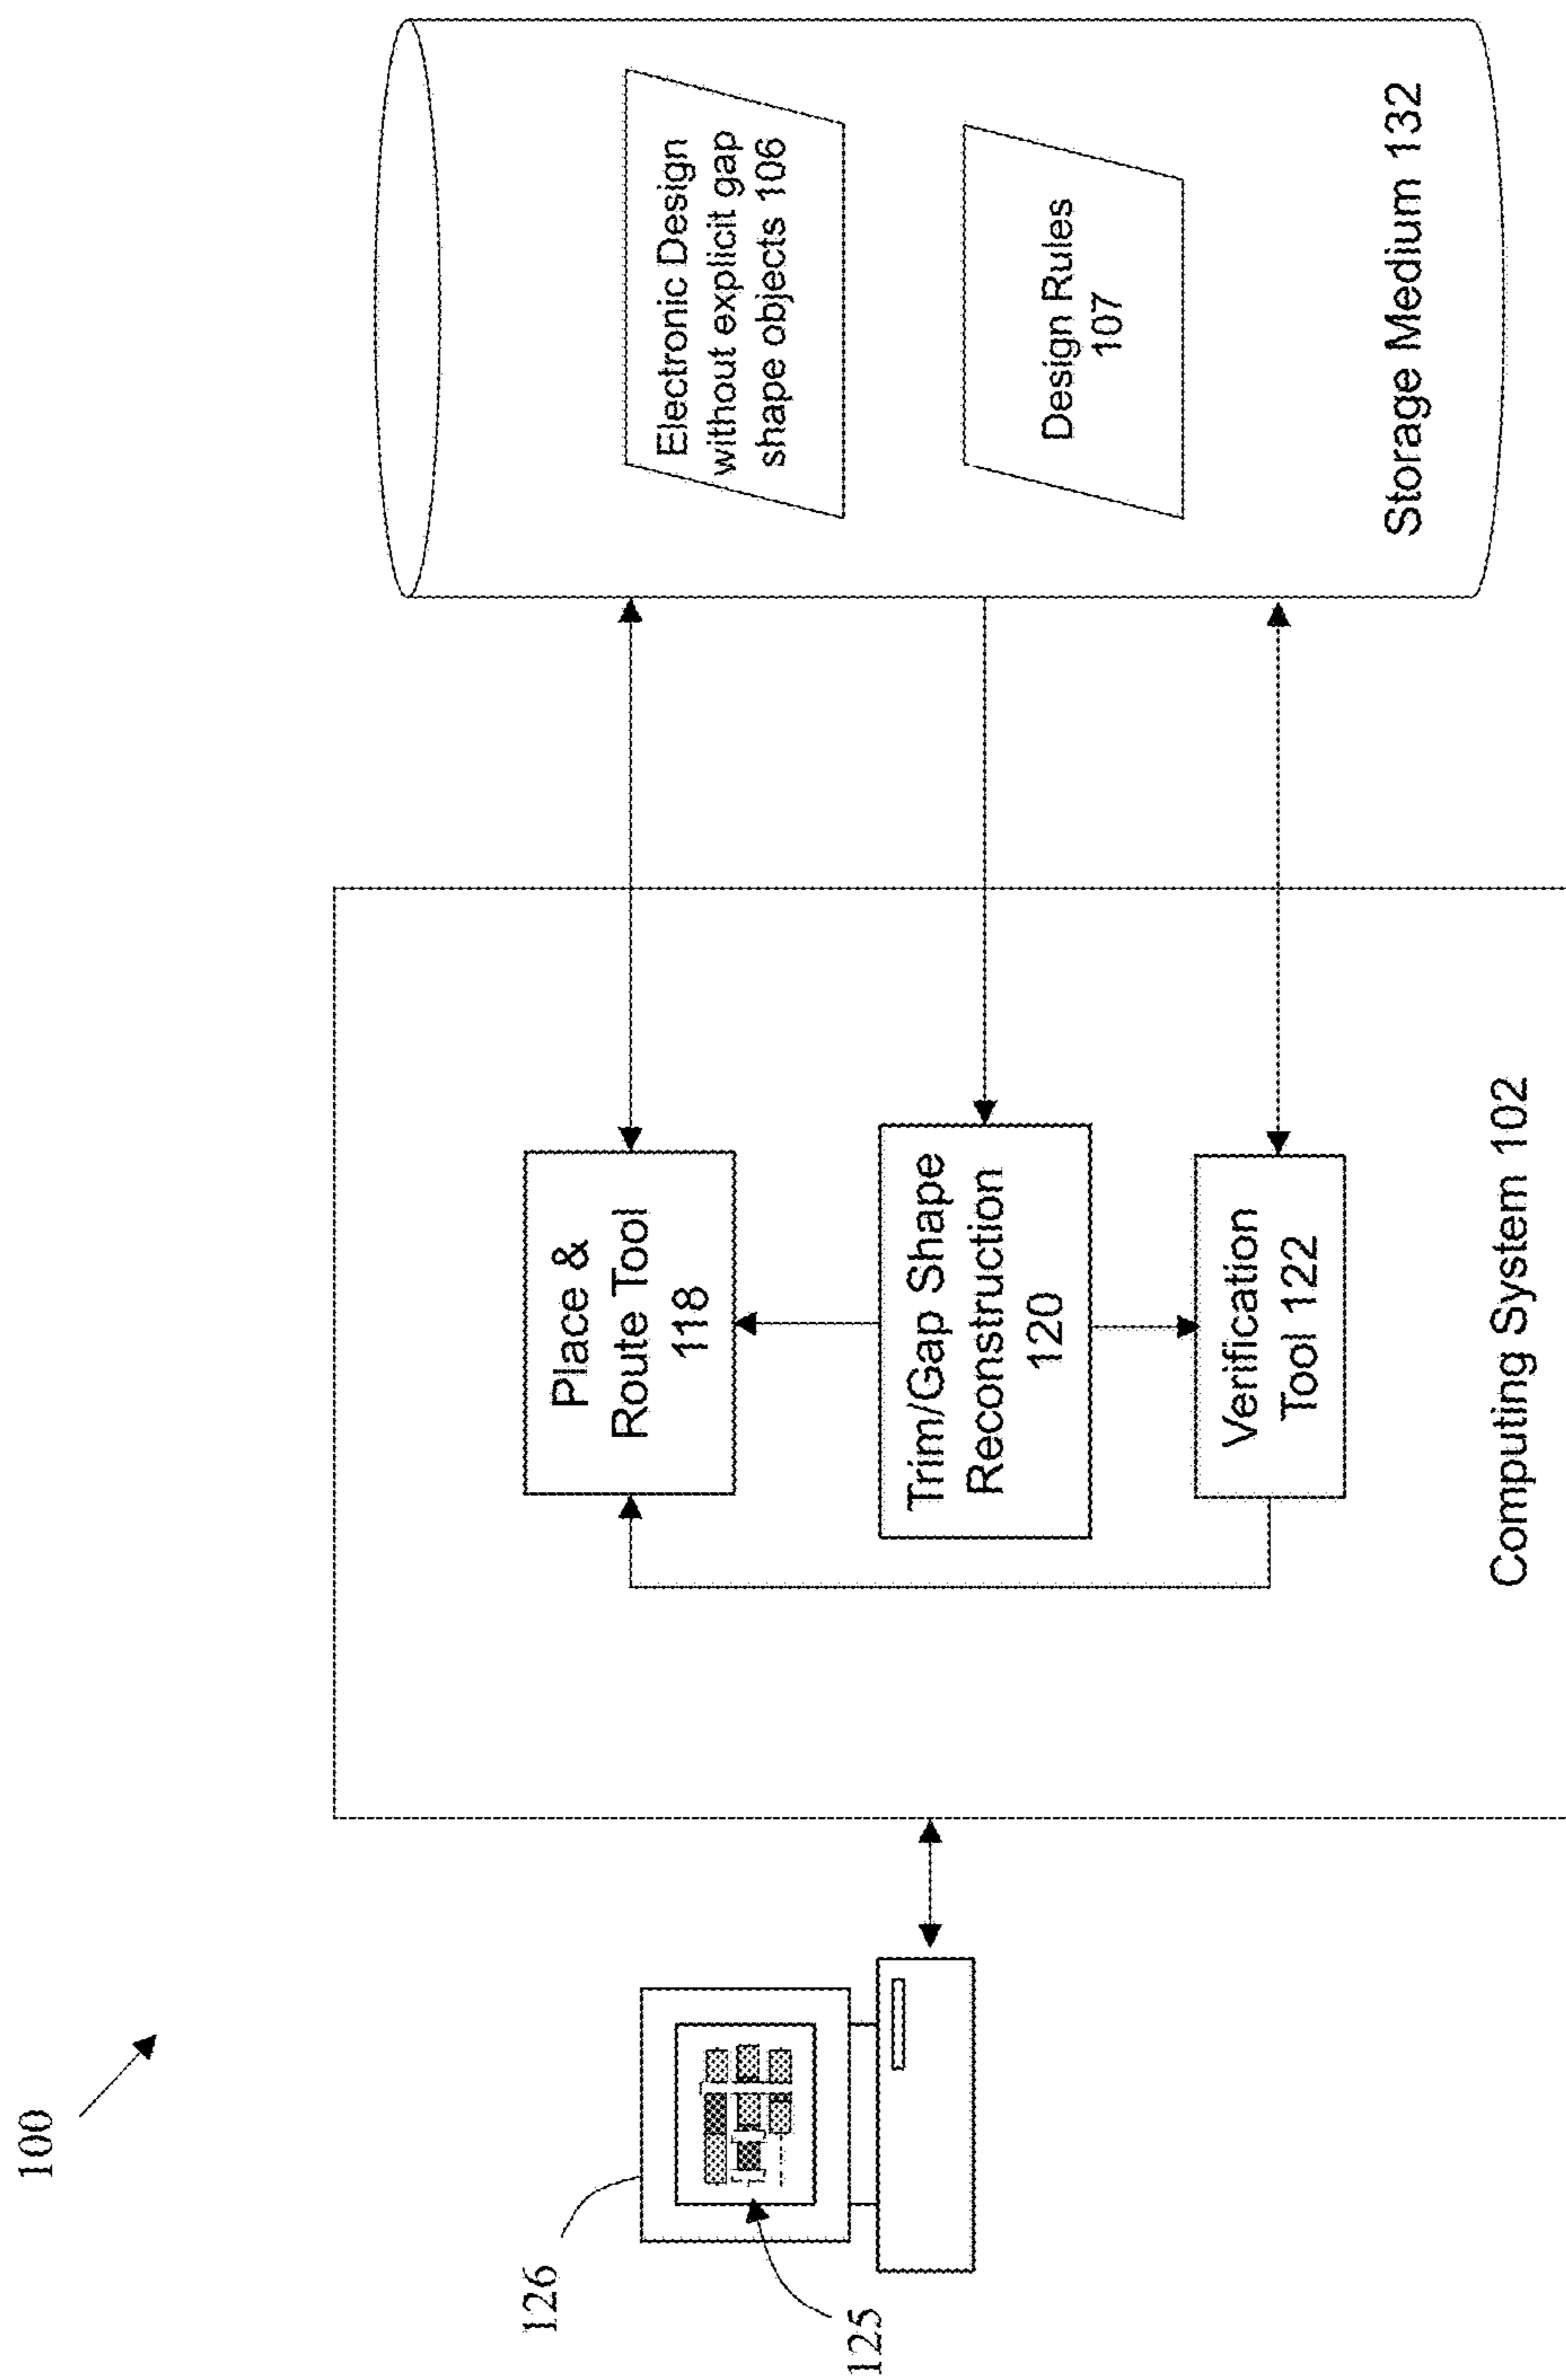 100
126
125
Place &
Route Tool
118
Trim/Gap Shape
Reconstruction
120
Verification
Tool 122
Computing System 102
Electronic Design
without explicit gap
shape objects 106
Design Rules
107
Storage Medium 132